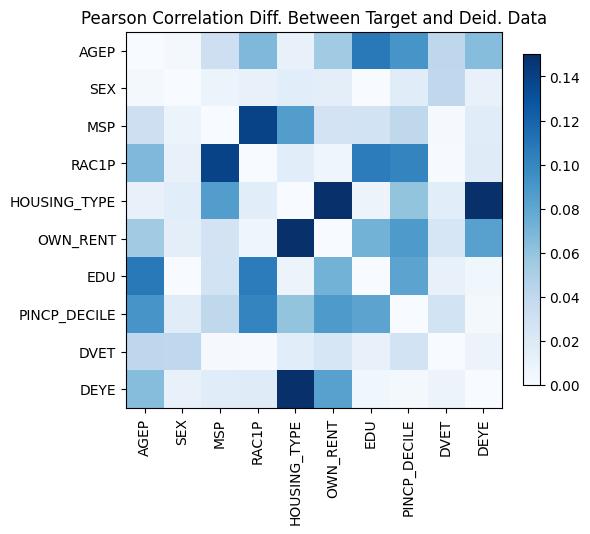 Pearson Correlation Diff. Between Target and Deid. Data
AGEP
SEX
MSP
RAC1P
HOUSING_TYPE
OWN_RENT
EDU
PINCP_DECILE
DVET
DEYE
AGEP
SEX
MSP
RAC1P
HOUSING_TYPE
OWN_RENT
EDU
PINCP_DECILE
DVET
DEYE
0.14
0.12
0.10
0.08
0.06
0.04
0.02
0.00